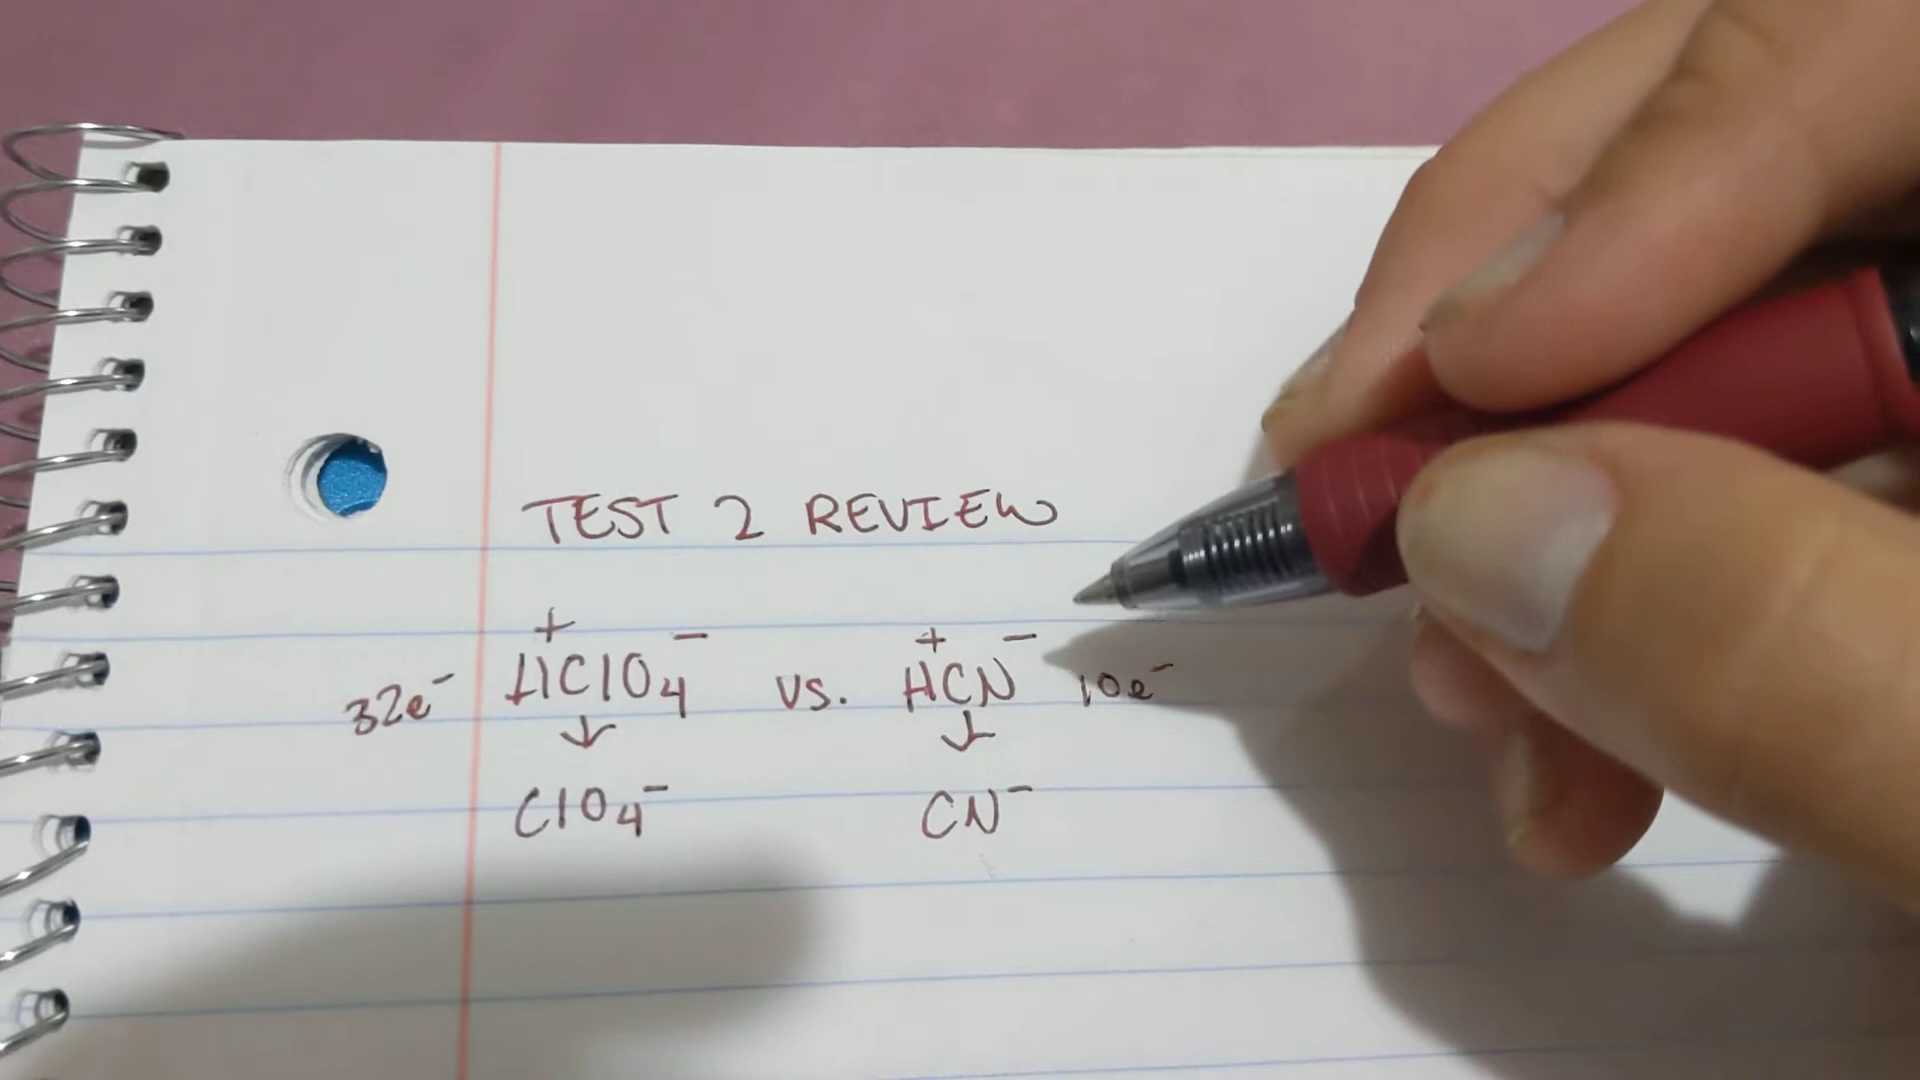 TEST 2 REVIEW
+ − + −
32e⁻ HClO₄ vs. HCN 10e⁻
↓ ↓
ClO₄⁻ CN⁻